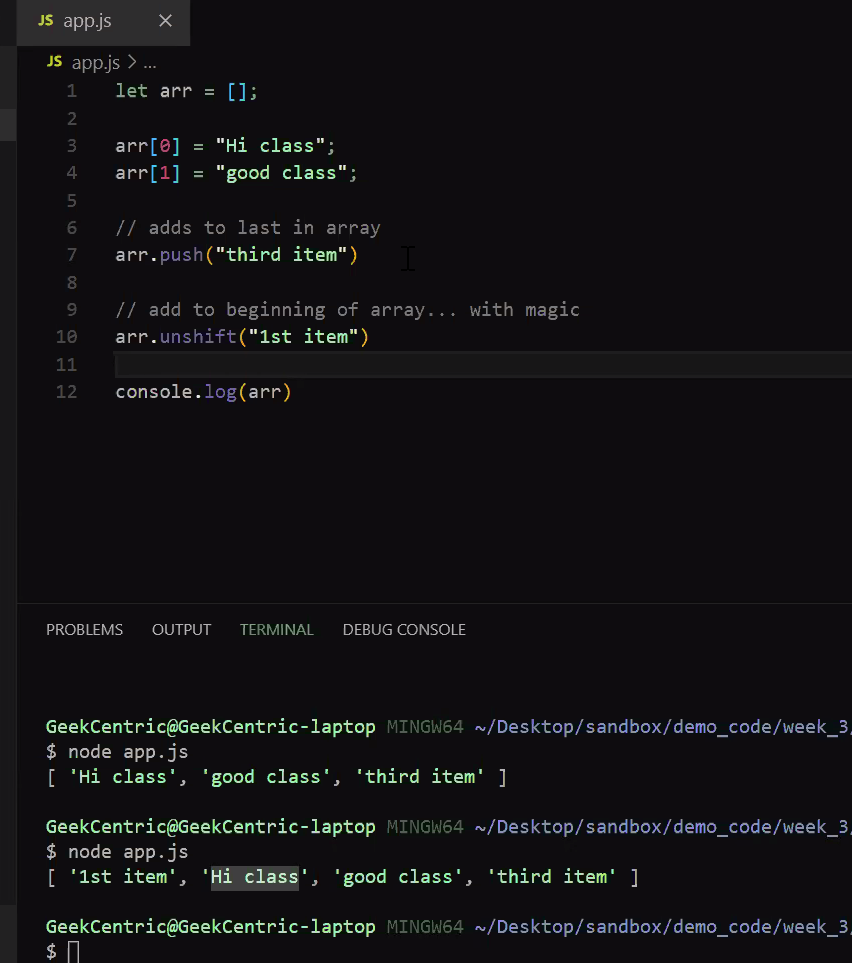 JS app.js ×
JS app.js > ...
1 let arr = [];
2
3 arr[0] = "Hi class";
4 arr[1] = "good class";
5
6 // adds to last in array
7 arr.push("third item")
8
9 // add to beginning of array... with magic
10 arr.unshift("1st item")
11
12 console.log(arr)
PROBLEMS OUTPUT TERMINAL DEBUG CONSOLE
GeekCentric@GeekCentric-laptop MINGW64 ~/Desktop/sandbox/demo_code/week_3/
$ node app.js
[ 'Hi class', 'good class', 'third item' ]
GeekCentric@GeekCentric-laptop MINGW64 ~/Desktop/sandbox/demo_code/week_3/
$ node app.js
[ '1st item', 'Hi class', 'good class', 'third item' ]
GeekCentric@GeekCentric-laptop MINGW64 ~/Desktop/sandbox/demo_code/week_3/
$